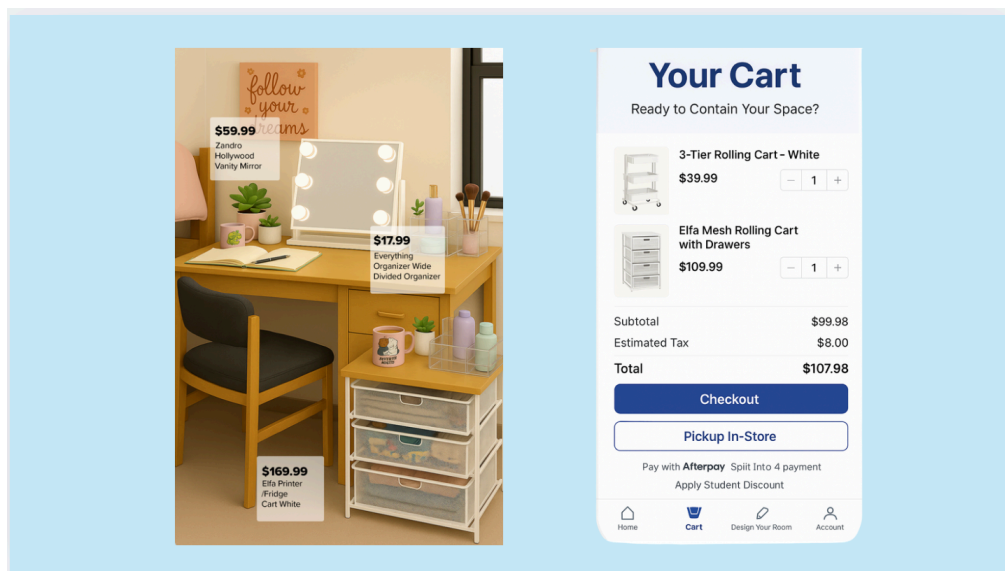 follow
your
dreams
$59.99
Zandro
Hollywood
Vanity Mirror
$17.99
Everything
Organizer Wide
Divided Organizer
$169.99
Elfa Printer
/Fridge
Cart White
Your Cart
Ready to Contain Your Space?
3-Tier Rolling Cart – White
$39.99
− 1 +
Elfa Mesh Rolling Cart
with Drawers
$109.99
− 1 +
Subtotal $99.98
Estimated Tax $8.00
Total $107.98
Checkout
Pickup In-Store
Pay with Afterpay Spiit Into 4 payment
Apply Student Discount
Home Cart Design Your Room Account